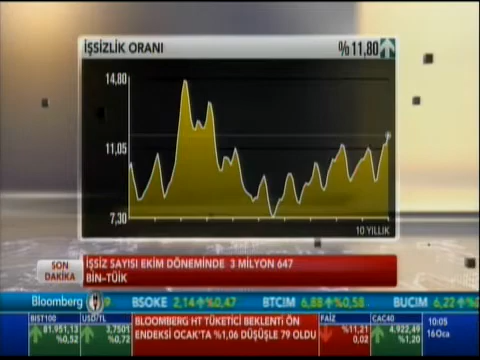 İŞSİZLİK ORANI %11,80
14,80
11,05
7,30
10 YILLIK
SON DAKİKA
İŞSİZ SAYISI EKİM DÖNEMİNDE 3 MİLYON 647
BİN-TÜİK
Bloomberg HT 9 BSOKE 2,14 %0,47 BTCIM 6,88 %0,58 BUCIM 6,22
BIST100 USD/TL FAİZ CAC40
81.951,13 3,7501 %11,21 4.922,49
%0,52 %0,72 0,02 %1,20
BLOOMBERG HT TÜKETİCİ BEKLENTİ ÖN
ENDEKSİ OCAK'TA %1,06 DÜŞÜŞLE 79 OLDU
10:05
16Oca